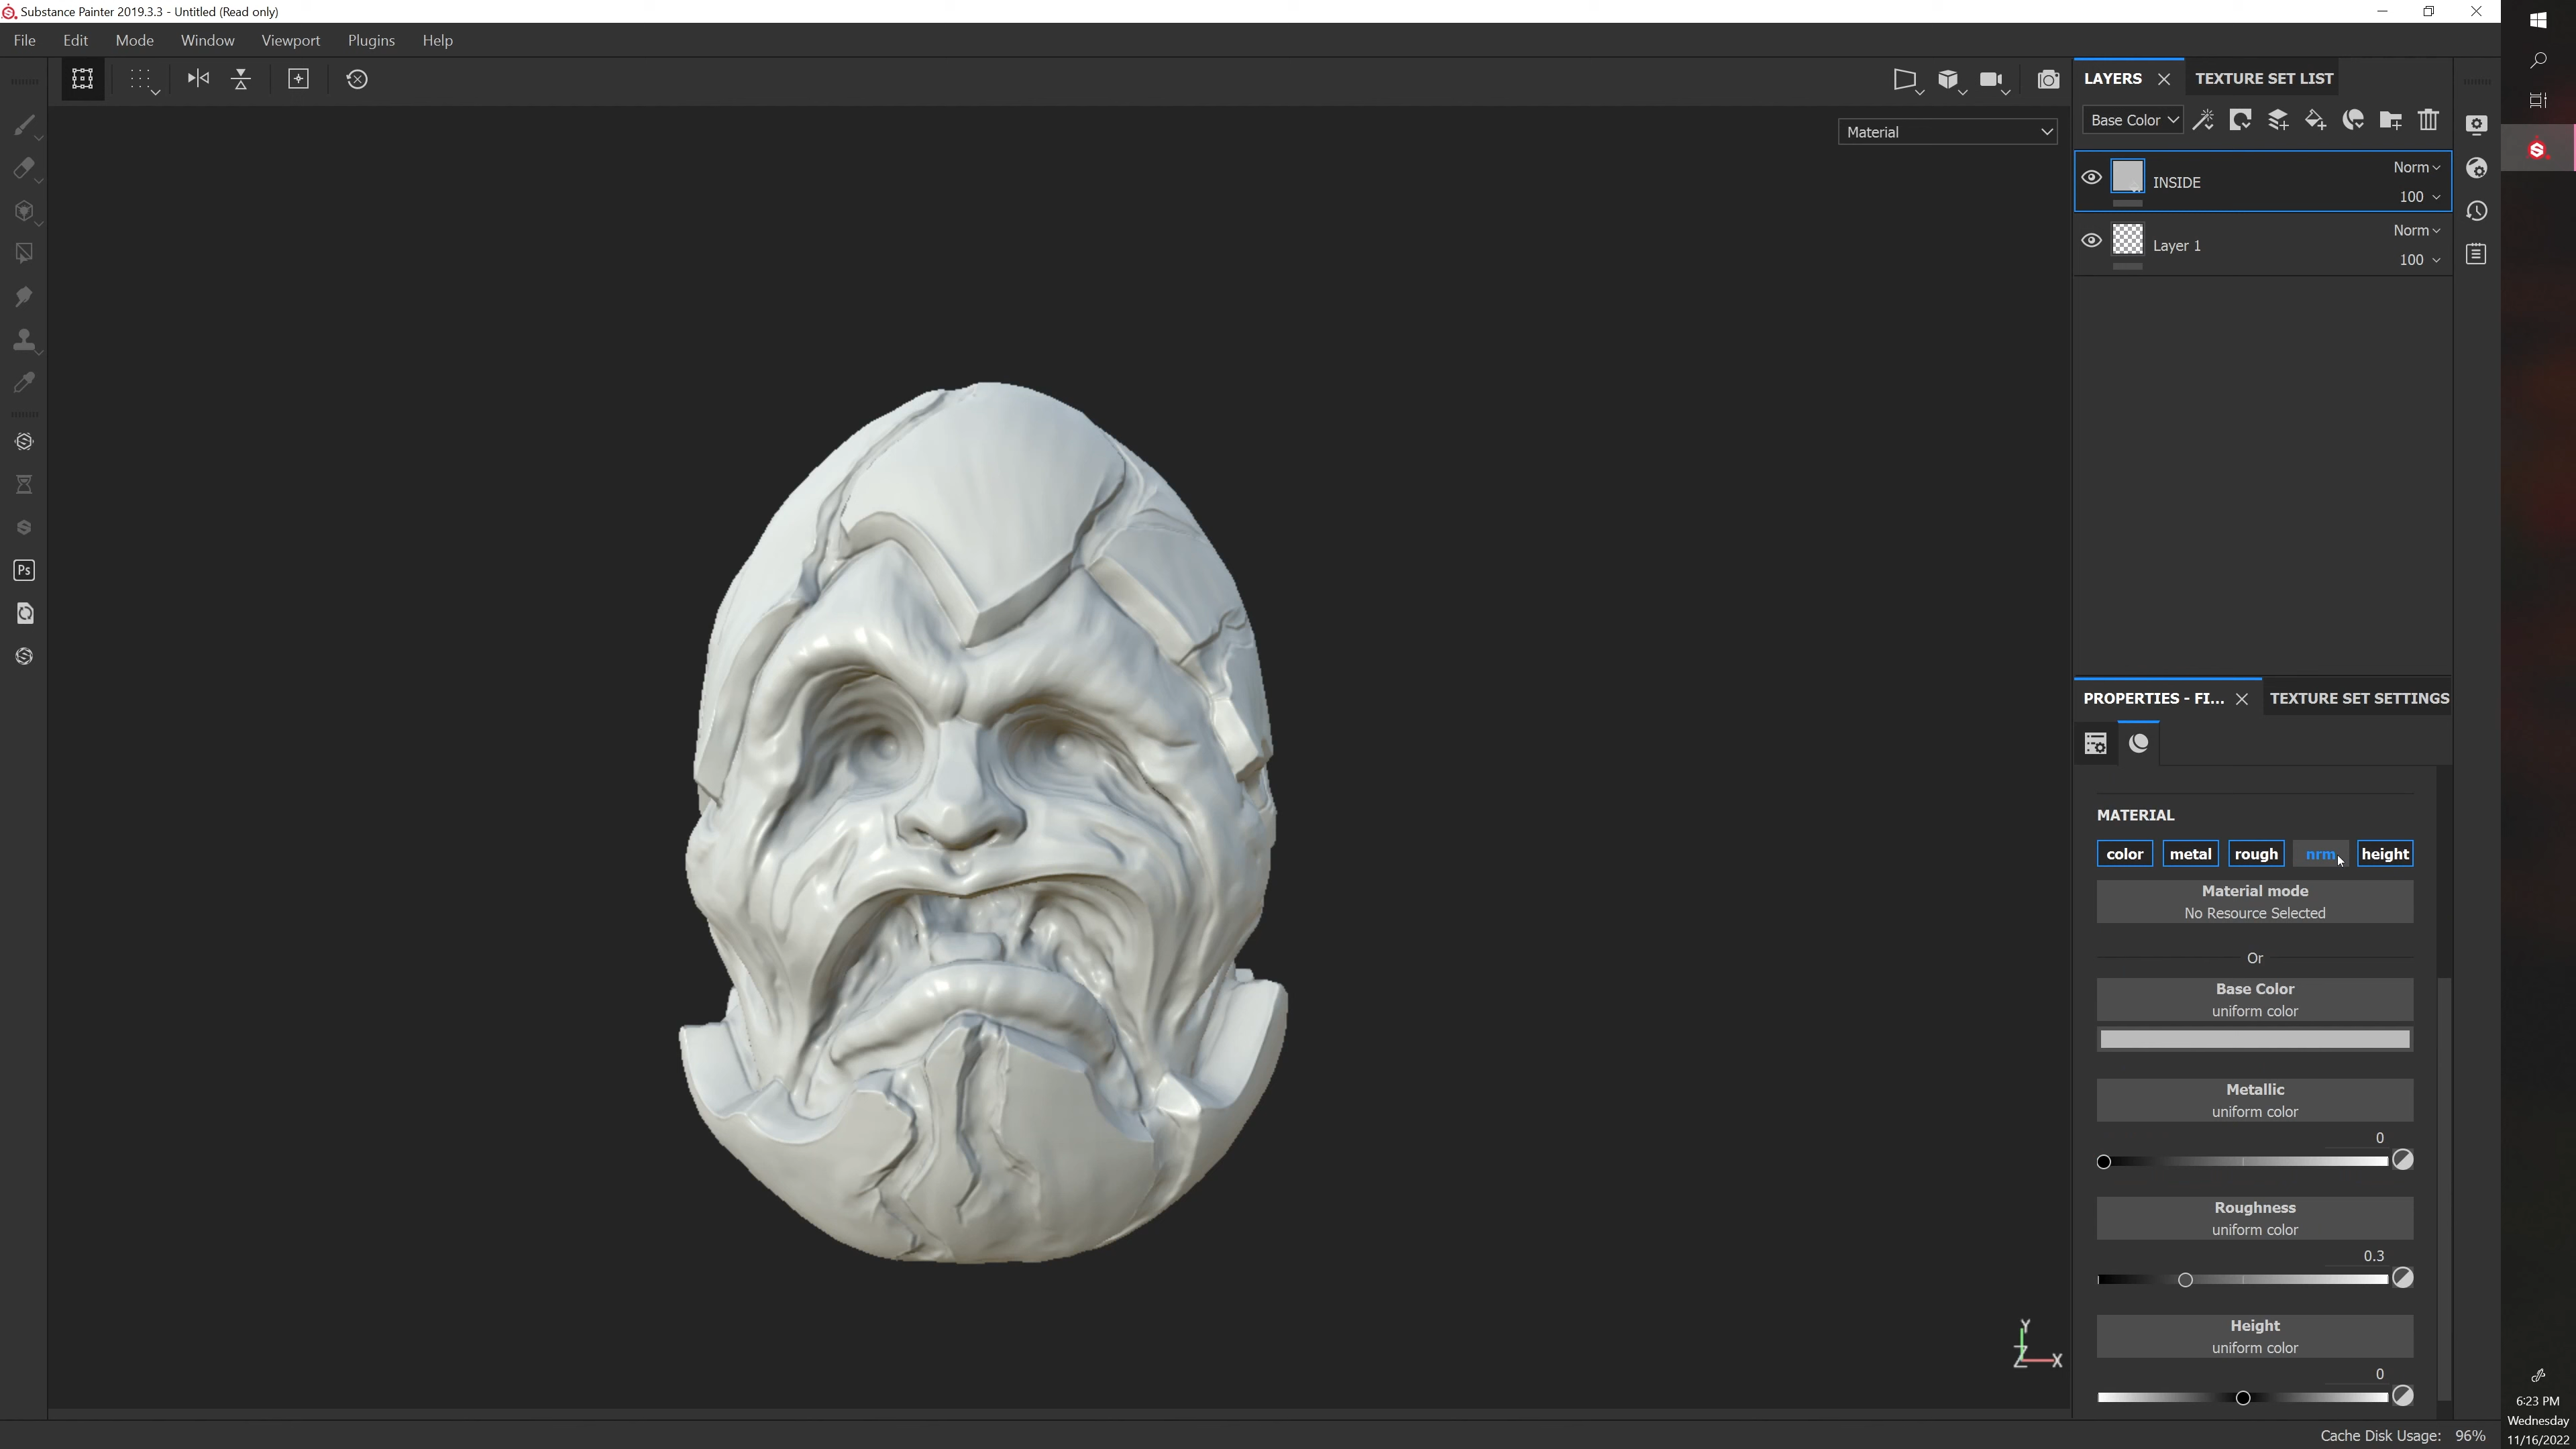 Substance Painter 2019.3.3 - Untitled (Read only)
File Edit Mode Window Viewport Plugins Help
Material
LAYERS TEXTURE SET LIST
Base Color
INSIDE
Norm
100
Layer 1
Norm
100
Ps
PROPERTIES - FI... TEXTURE SET SETTINGS
MATERIAL
color metal rough nrm height
Material mode
No Resource Selected
Or
Base Color
uniform color
Metallic
uniform color
0
Roughness
uniform color
0.3
Height
uniform color
0
Y
Z X
Cache Disk Usage: 96%
6:23 PM
Wednesday
11/16/2022